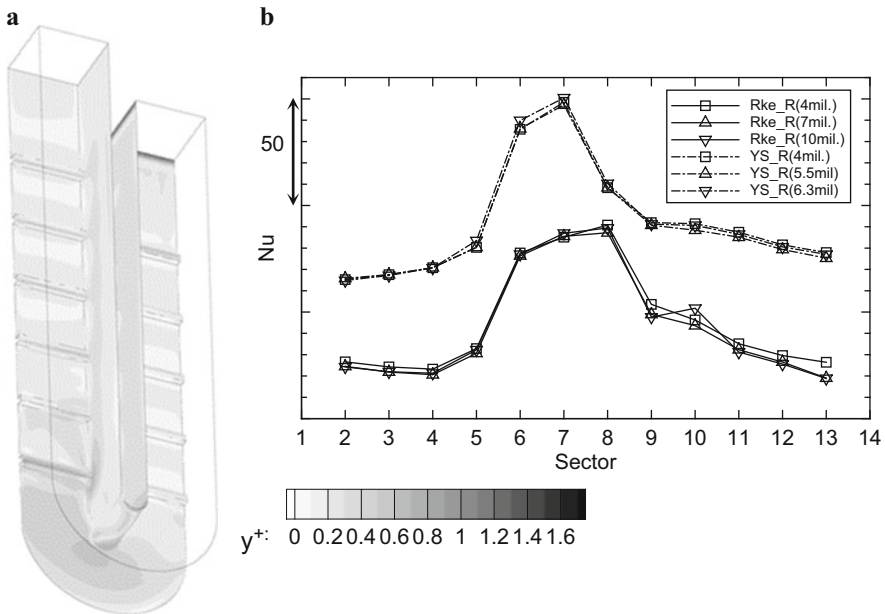 a
b
50
Nu
Rke_R(4mil.)
Rke_R(7mil.)
Rke_R(10mil.)
YS_R(4mil.)
YS_R(5.5mil)
YS_R(6.3mil)
1 2 3 4 5 6 7 8 9 10 11 12 13 14
Sector
y+:
0 0.2 0.4 0.6 0.8 1 1.2 1.4 1.6